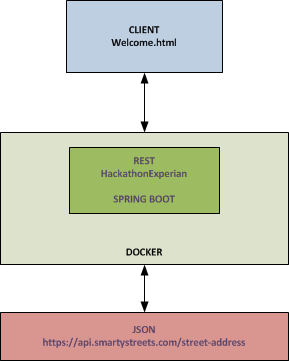 CLIENT
Welcome.html
REST
HackathonExperian
SPRING BOOT
DOCKER
JSON
https://api.smartystreets.com/street-address